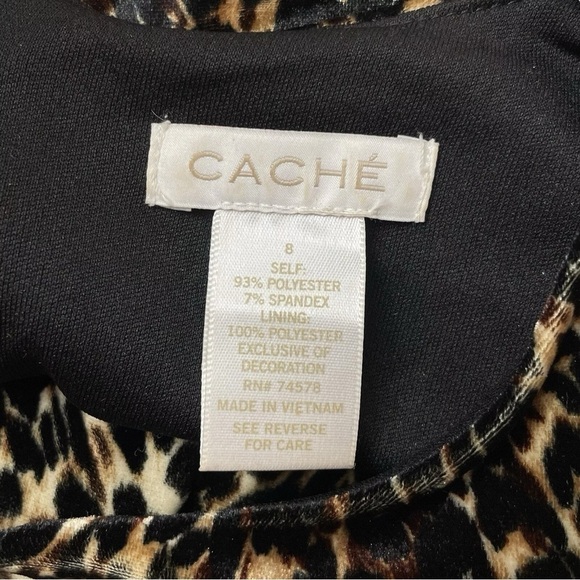 CACHÉ
8
SELF:
93% POLYESTER
7% SPANDEX
LINING:
100% POLYESTER
EXCLUSIVE OF
DECORATION
RN# 74578
MADE IN VIETNAM
SEE REVERSE
FOR CARE